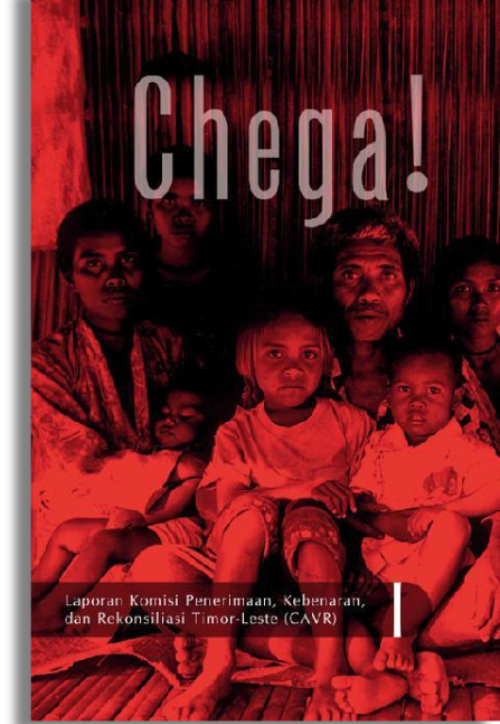 Chega!
Laporan Komisi Penerimaan, Kebenaran,
dan Rekonsiliasi Timor-Leste (CAVR)
I